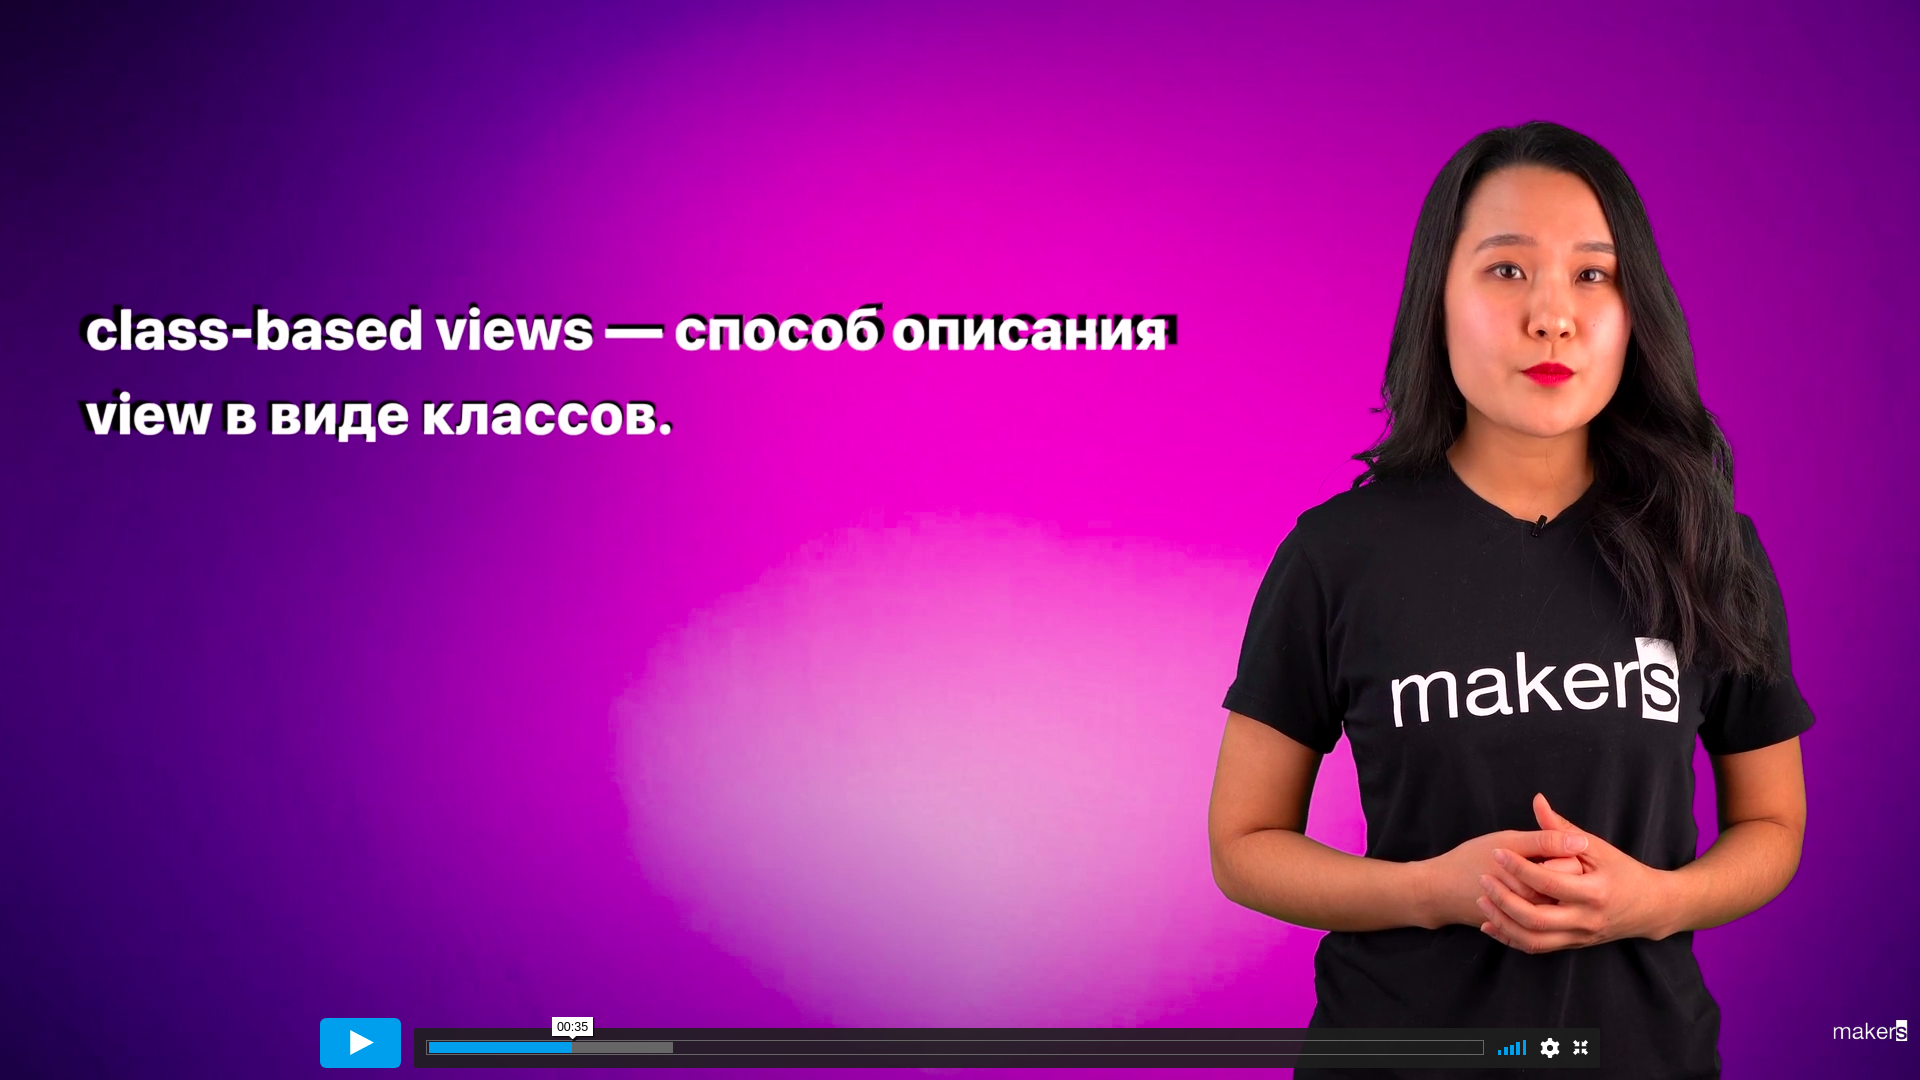 class-based views — способ описания
view в виде классов.
makers
00:35
makers